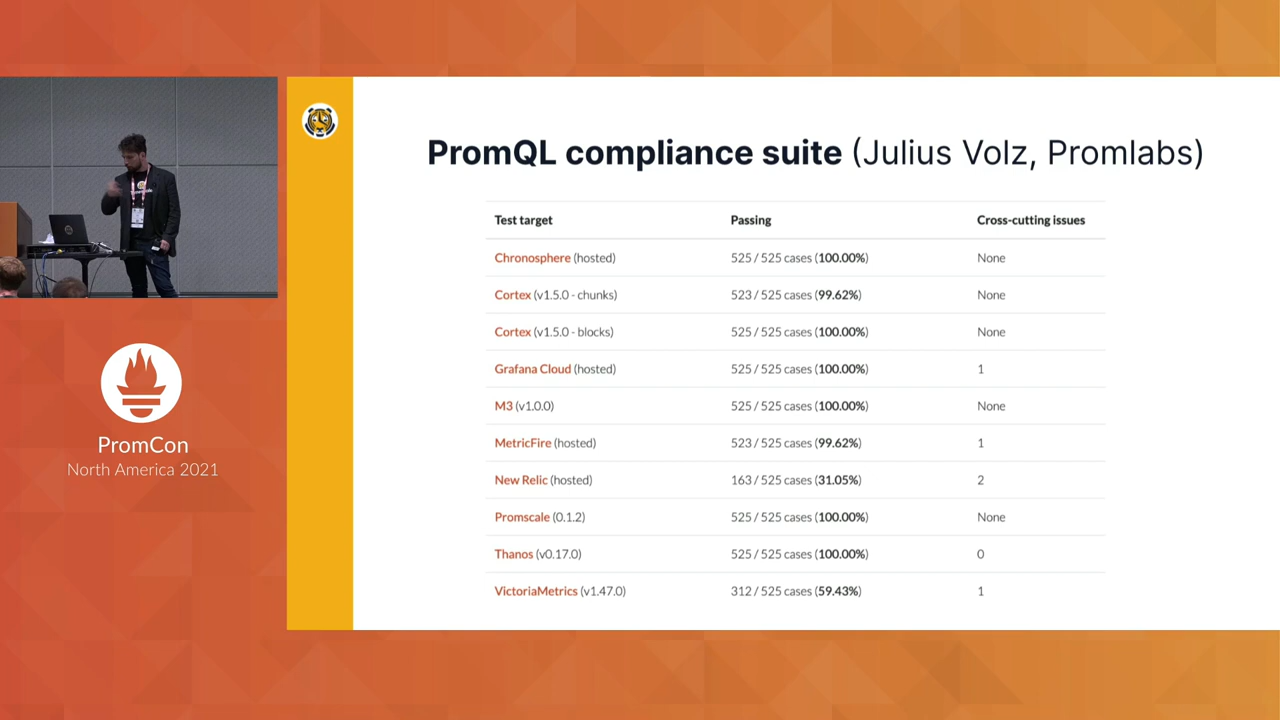 PromQL compliance suite (Julius Volz, Promlabs)
Test target Passing Cross-cutting issues
Chronosphere (hosted) 525 / 525 cases (100.00%) None
Cortex (v1.5.0 - chunks) 523 / 525 cases (99.62%) None
Cortex (v1.5.0 - blocks) 525 / 525 cases (100.00%) None
Grafana Cloud (hosted) 525 / 525 cases (100.00%) 1
M3 (v1.0.0) 525 / 525 cases (100.00%) None
MetricFire (hosted) 523 / 525 cases (99.62%) 1
New Relic (hosted) 163 / 525 cases (31.05%) 2
Promscale (0.1.2) 525 / 525 cases (100.00%) None
Thanos (v0.17.0) 525 / 525 cases (100.00%) 0
VictoriaMetrics (v1.47.0) 312 / 525 cases (59.43%) 1
PromCon
North America 2021